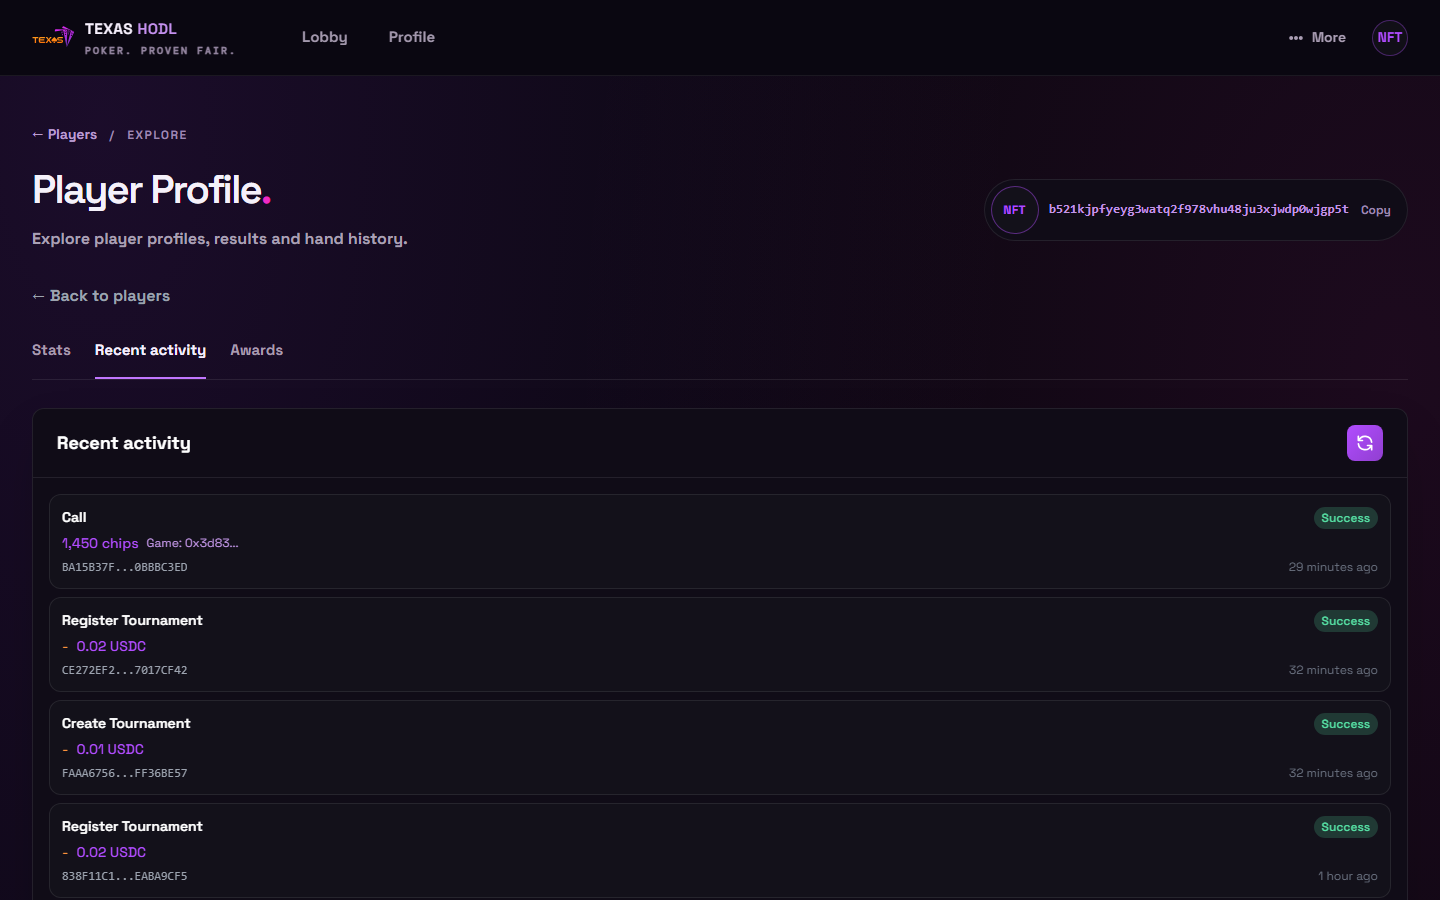 TEXAS
TEXAS HODL
POKER. PROVEN FAIR.
Lobby
Profile
••• More
NFT
← Players / EXPLORE
Player Profile.
Explore player profiles, results and hand history.
NFT
b521kjpfyeyg3watq2f978vhu48ju3xjwdp0wjgp5t
Copy
← Back to players
Stats
Recent activity
Awards
Recent activity
Call
Success
1,450 chips Game: 0x3d83...
BA15B37F...0BBBC3ED
29 minutes ago
Register Tournament
Success
- 0.02 USDC
CE272EF2...7017CF42
32 minutes ago
Create Tournament
Success
- 0.01 USDC
FAAA6756...FF36BE57
32 minutes ago
Register Tournament
Success
- 0.02 USDC
838F11C1...EABA9CF5
1 hour ago